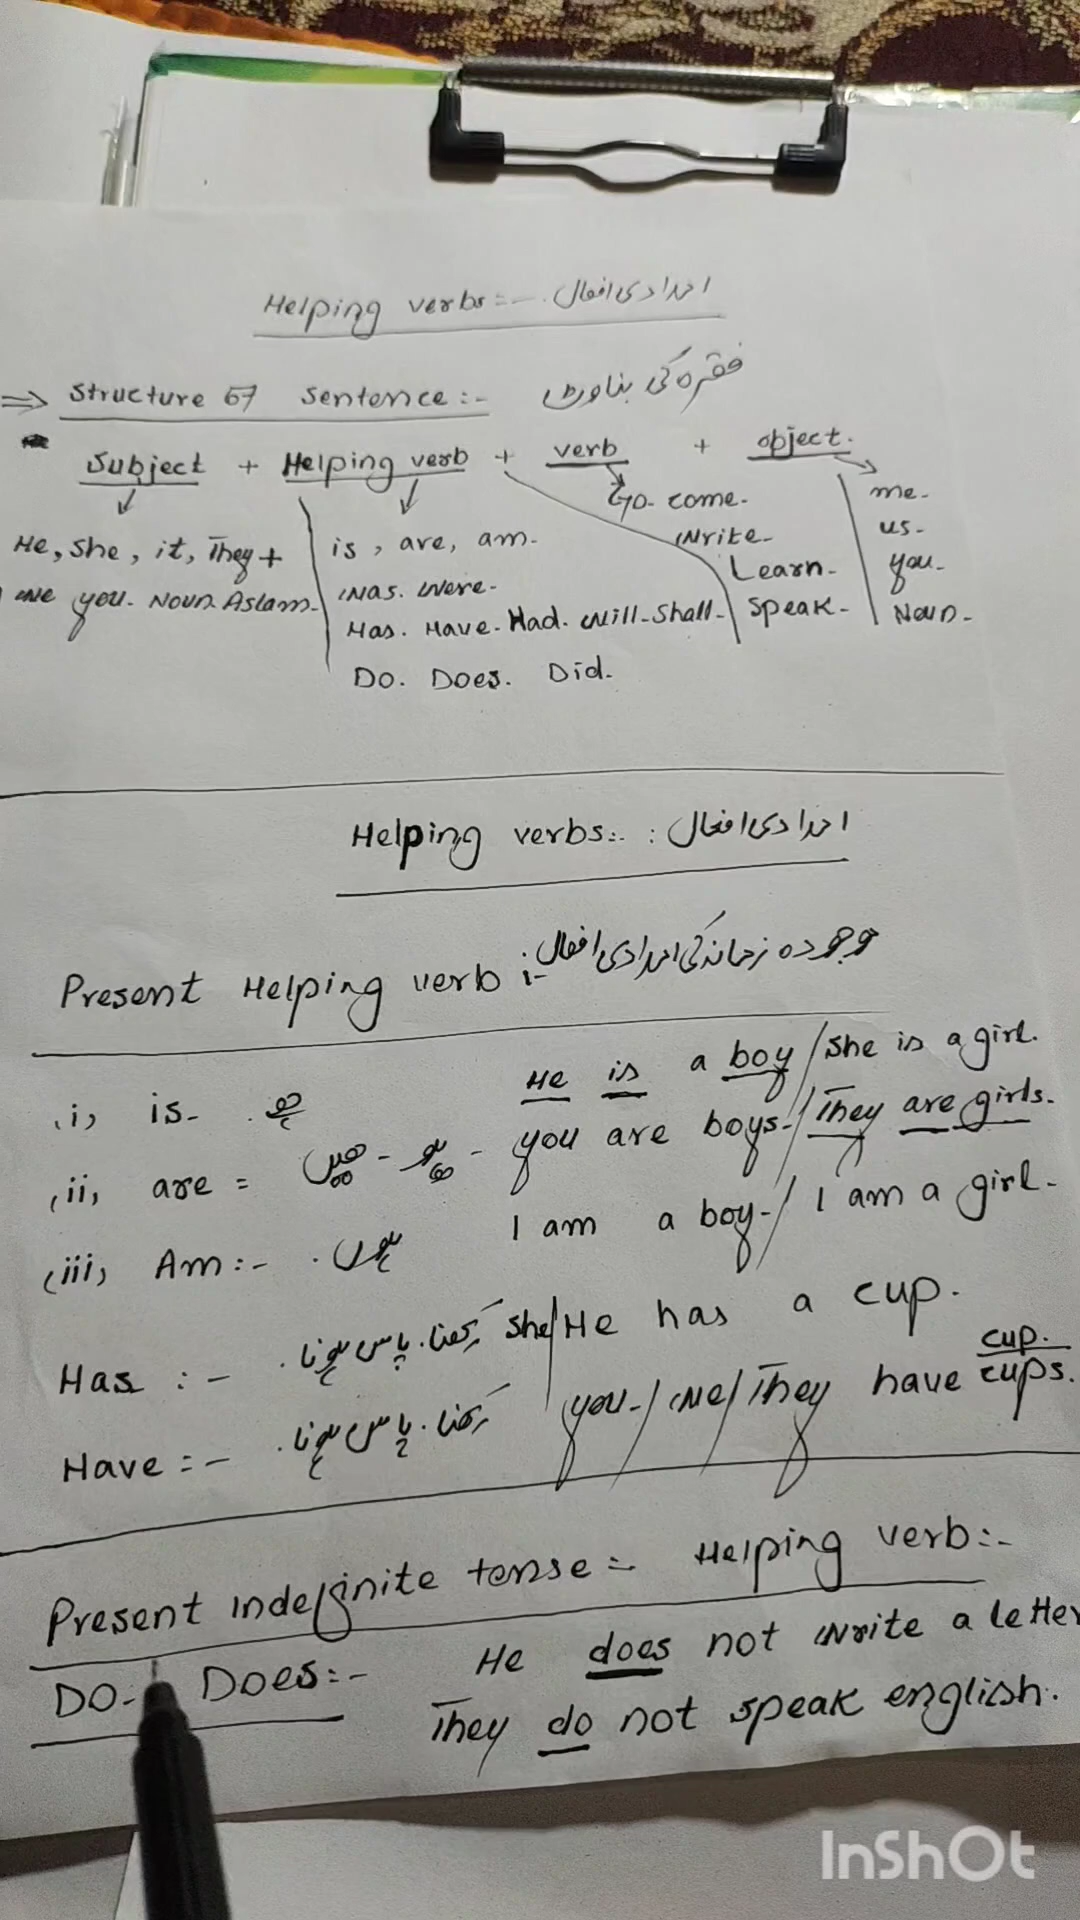 Helping verbs:- امدادی افعال
⇒ Structure of Sentence:- فقرہ کی بناوٹ
Subject + Helping verb + verb + object.
He, She, it, They + is, are, am. Go. come. me.
we you. Noun Aslam. was. were. write. us.
Has. Have. Had. will. Shall. Learn. you.
Do. Does. Did. Speak. Noun.
Helping verbs:. : امدادی افعال
Present Helping verb :- موجودہ زمانہ کی امدادی افعال
(i) is- ہے He is a boy / She is a girl.
(ii) are = ہیں - ہو - you are boys. / They are girls.
(iii) Am:- ہوں I am a boy- / I am a girl.
Has :- رکھنا. پاس ہونا. She/He has a cup.
Have :- رکھنا. پاس ہونا. you-/we/They have cup. cups.
Present indefinite tense :- Helping verb:-
DO- DOES:- He does not write a letter
They do not speak english.
InShOt